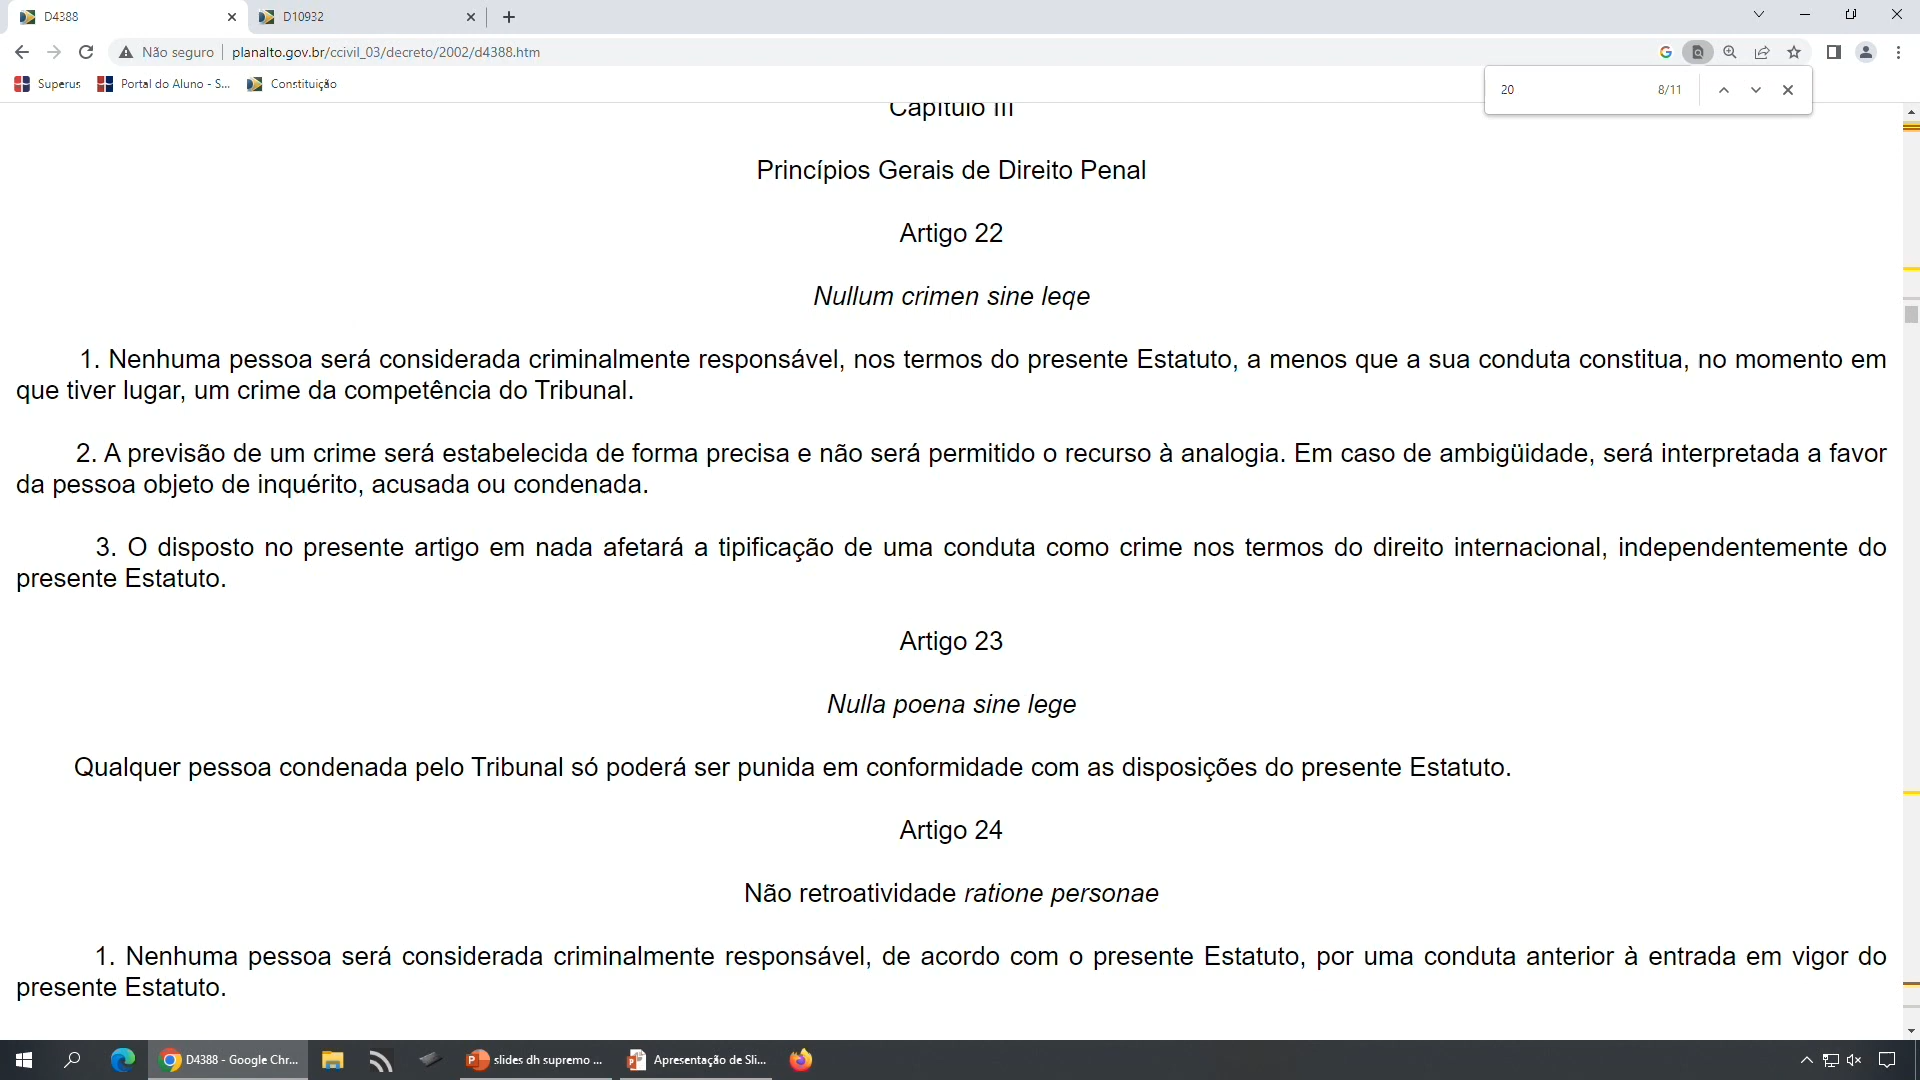 D4388
D10932
Não seguro
planalto.gov.br/ccivil_03/decreto/2002/d4388.htm
Superus
Portal do Aluno - S...
Constituição
20
8/11
Capítulo III
Princípios Gerais de Direito Penal
Artigo 22
Nullum crimen sine leqe
1. Nenhuma pessoa será considerada criminalmente responsável, nos termos do presente Estatuto, a menos que a sua conduta constitua, no momento em
que tiver lugar, um crime da competência do Tribunal.
2. A previsão de um crime será estabelecida de forma precisa e não será permitido o recurso à analogia. Em caso de ambigüidade, será interpretada a favor
da pessoa objeto de inquérito, acusada ou condenada.
3. O disposto no presente artigo em nada afetará a tipificação de uma conduta como crime nos termos do direito internacional, independentemente do
presente Estatuto.
Artigo 23
Nulla poena sine lege
Qualquer pessoa condenada pelo Tribunal só poderá ser punida em conformidade com as disposições do presente Estatuto.
Artigo 24
Não retroatividade ratione personae
1. Nenhuma pessoa será considerada criminalmente responsável, de acordo com o presente Estatuto, por uma conduta anterior à entrada em vigor do
presente Estatuto.
D4388 - Google Chr...
slides dh supremo ...
Apresentação de Sli...